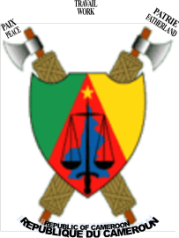 TRAVAIL
WORK
PAIX
PEACE
PATRIE
FATHERLAND
REPUBLIC OF CAMEROON
REPUBLIQUE DU CAMEROUN